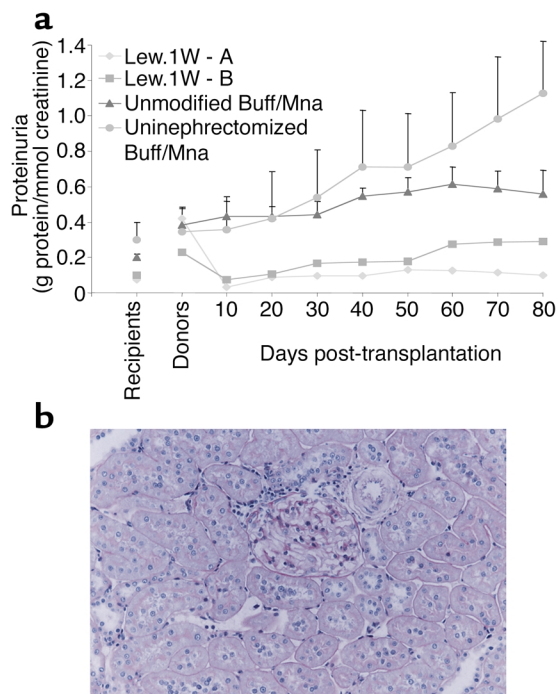 a
1.4
1.2
1.0
0.8
0.6
0.4
0.2
0
Proteinuria
(g protein/mmol creatinine)
Lew.1W - A
Lew.1W - B
Unmodified Buff/Mna
Uninephrectomized
Buff/Mna
Recipients
Donors
10 20 30 40 50 60 70 80
Days post-transplantation
b